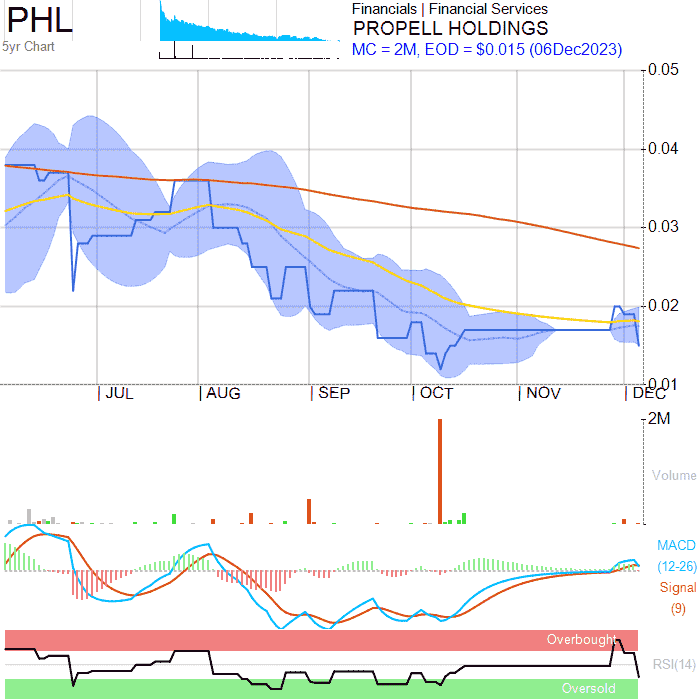 PHL
5yr Chart
Financials | Financial Services
PROPELL HOLDINGS
MC = 2M, EOD = $0.015 (06Dec2023)
0.05
0.04
0.03
0.02
0.01
JUL AUG SEP OCT NOV DEC
2M
Volume
MACD
(12-26)
Signal
(9)
Overbought
RSI(14)
Oversold